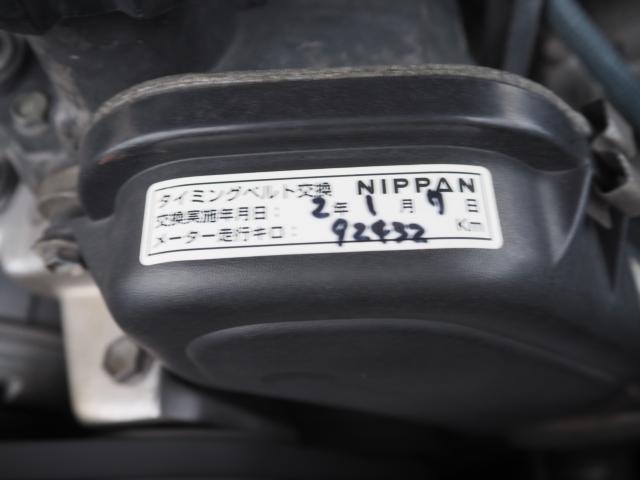 タイミングベルト交換 NIPPAN
交換実施年月日: 2年 1月 7日
メーター走行キロ: 92432 Km